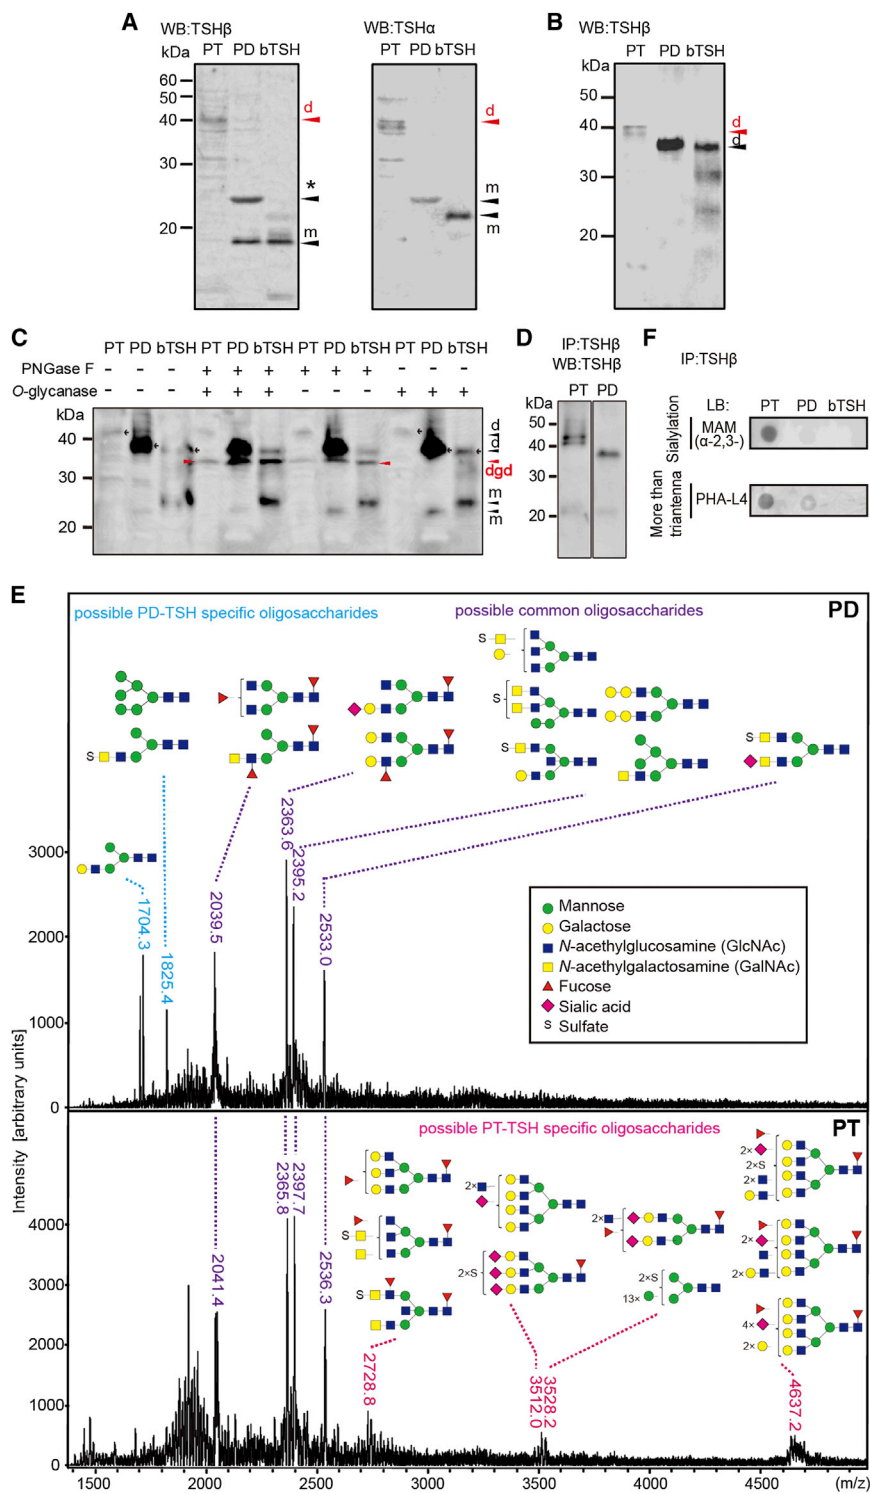 A
WB:TSHβ
kDa PT PD bTSH
60
50
40
30
20
d
*
m
WB:TSHα
PT PD bTSH
d
m
m
B
WB:TSHβ
PT PD bTSH
kDa
50
40
30
20
d
d
C
PT PD bTSH PT PD bTSH PT PD bTSH PT PD bTSH
PNGase F - - - + + + + + + - - -
O-glycanase - - - + + + - - - + + +
kDa
40
30
20
d
d
dgd
m
m
D
IP:TSHβ
WB:TSHβ
PT PD
kDa
50
40
30
20
F
IP:TSHβ
LB: PT PD bTSH
Sialylation
MAM
(α-2,3-)
More than
triantenna
PHA-L4
E
possible PD-TSH specific oligosaccharides
possible common oligosaccharides
PD
S
S
S
S
S
1704.3
1825.4
2039.5
2363.6
2395.2
2533.0
3000
2000
1000
0
Mannose
Galactose
N-acetylglucosamine (GlcNAc)
N-acetylgalactosamine (GalNAc)
Fucose
Sialic acid
S Sulfate
Intensity [arbitrary units]
possible PT-TSH specific oligosaccharides
PT
S
S
2×
2×S
2×
2×S
13×
2×
2×S
2×
2×
2×
4×
2×
2041.4
2365.8
2397.7
2536.3
2728.8
3512.0
3528.2
4637.2
4000
3000
2000
1000
0
1500 2000 2500 3000 3500 4000 4500 (m/z)